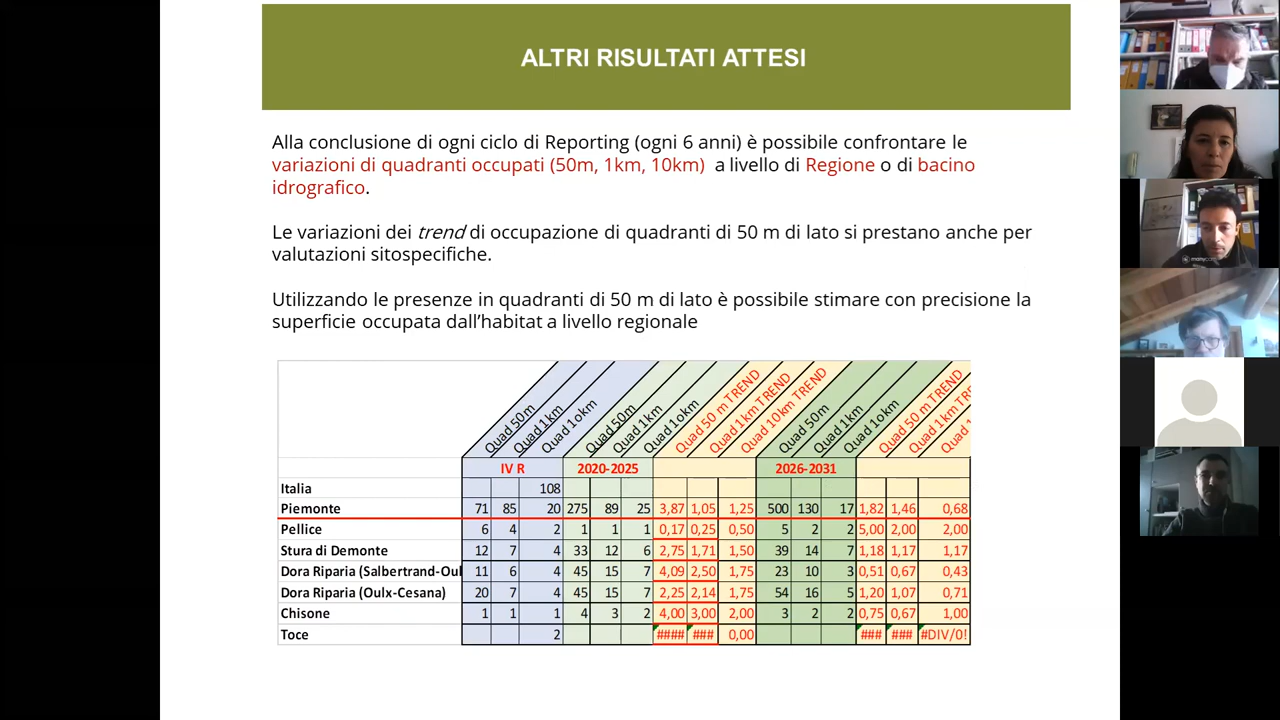 ALTRI RISULTATI ATTESI
Alla conclusione di ogni ciclo di Reporting (ogni 6 anni) è possibile confrontare le
variazioni di quadranti occupati (50m, 1km, 10km) a livello di Regione o di bacino
idrografico.
Le variazioni dei trend di occupazione di quadranti di 50 m di lato si prestano anche per
valutazioni sitospecifiche.
Utilizzando le presenze in quadranti di 50 m di lato è possibile stimare con precisione la
superficie occupata dall'habitat a livello regionale
Quad 50m Quad 1km Quad 1okm Quad 50m Quad 1km Quad 1okm Quad 50 m TREND Quad 1km TREND Quad 10km TREND Quad 50m Quad 1km Quad 1okm Quad 50 m TREND Quad 1km TRE Quad 1
IV R 2020-2025 2026-2031
Italia 108
Piemonte 71 85 20 275 89 25 3,87 1,05 1,25 500 130 17 1,82 1,46 0,68
Pellice 6 4 2 1 1 1 0,17 0,25 0,50 5 2 2 5,00 2,00 2,00
Stura di Demonte 12 7 4 33 12 6 2,75 1,71 1,50 39 14 7 1,18 1,17 1,17
Dora Riparia (Salbertrand-Oul 11 6 4 45 15 7 4,09 2,50 1,75 23 10 3 0,51 0,67 0,43
Dora Riparia (Oulx-Cesana) 20 7 4 45 15 7 2,25 2,14 1,75 54 16 5 1,20 1,07 0,71
Chisone 1 1 1 4 3 2 4,00 3,00 2,00 3 2 2 0,75 0,67 1,00
Toce 2 #### ### 0,00 ### ### #DIV/0!